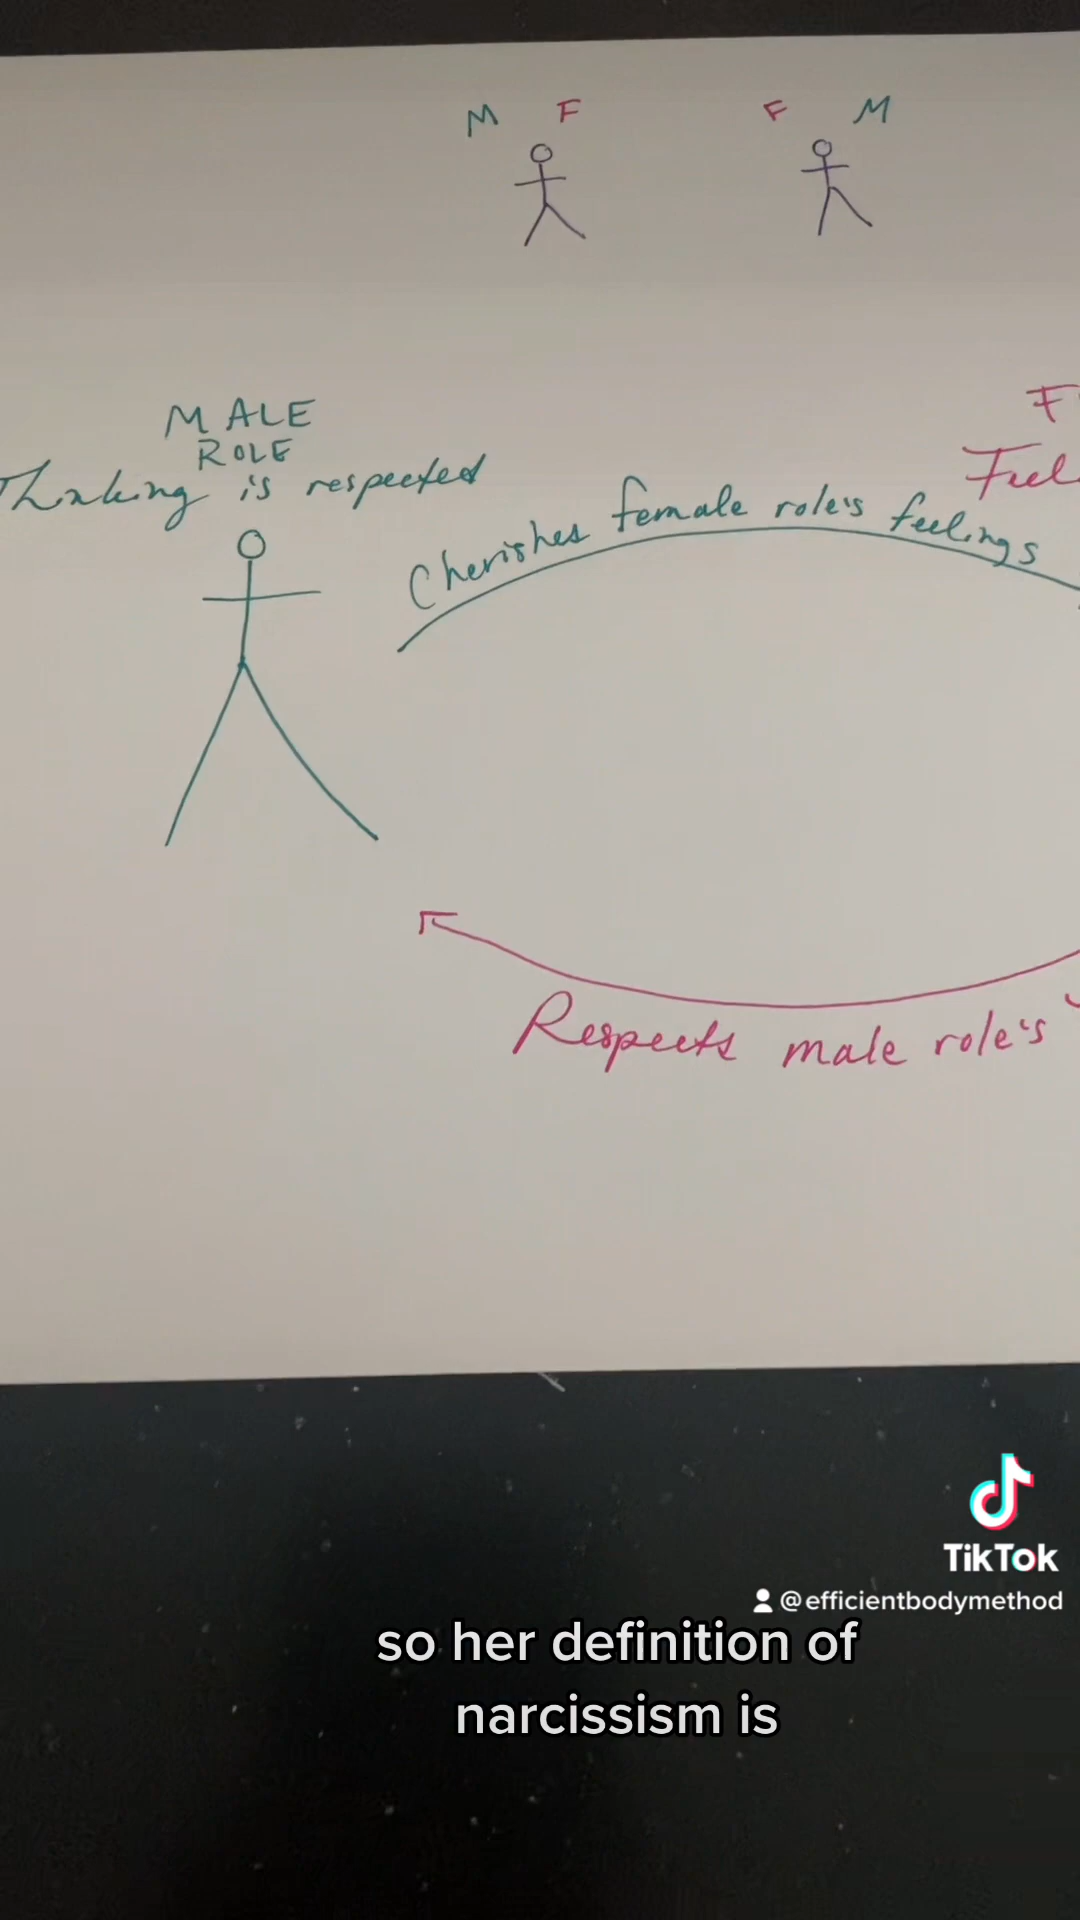 M F F M
MALE
ROLE
Thinking is respected
Cherishes female role's feelings
Respects male role's
TikTok
@efficientbodymethod
so her definition of
narcissism is